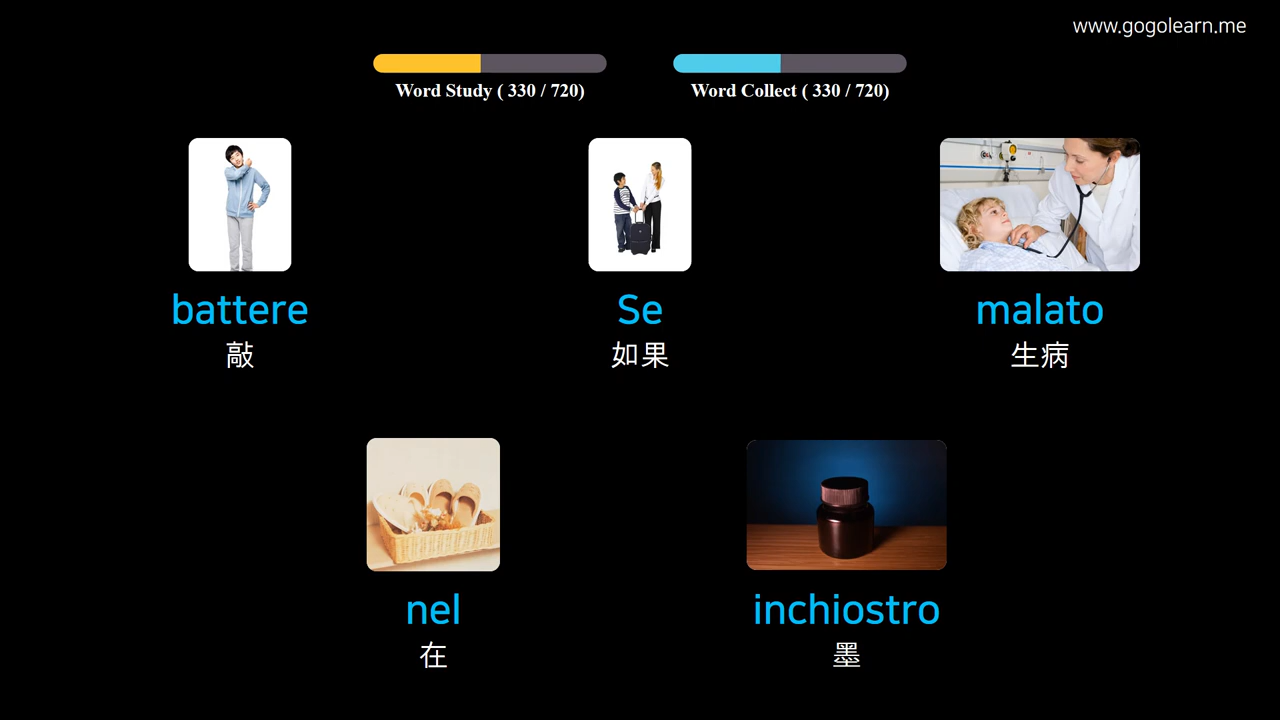 www.gogolearn.me
Word Study ( 330 / 720)
Word Collect ( 330 / 720)
battere
敲
Se
如果
malato
生病
nel
在
inchiostro
墨